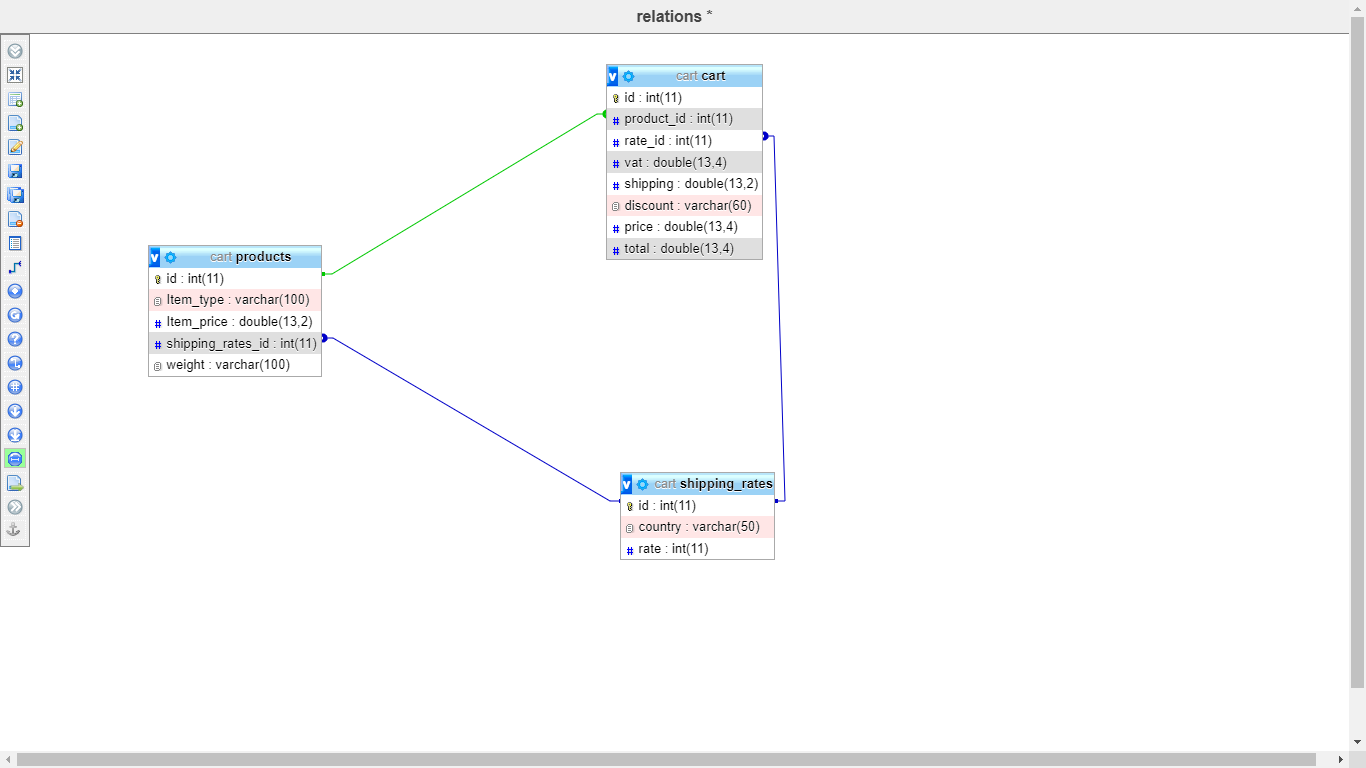 relations *
cart cart
id : int(11)
product_id : int(11)
rate_id : int(11)
vat : double(13,4)
shipping : double(13,2)
discount : varchar(60)
price : double(13,4)
total : double(13,4)
cart products
id : int(11)
Item_type : varchar(100)
Item_price : double(13,2)
shipping_rates_id : int(11)
weight : varchar(100)
cart shipping_rates
id : int(11)
country : varchar(50)
rate : int(11)